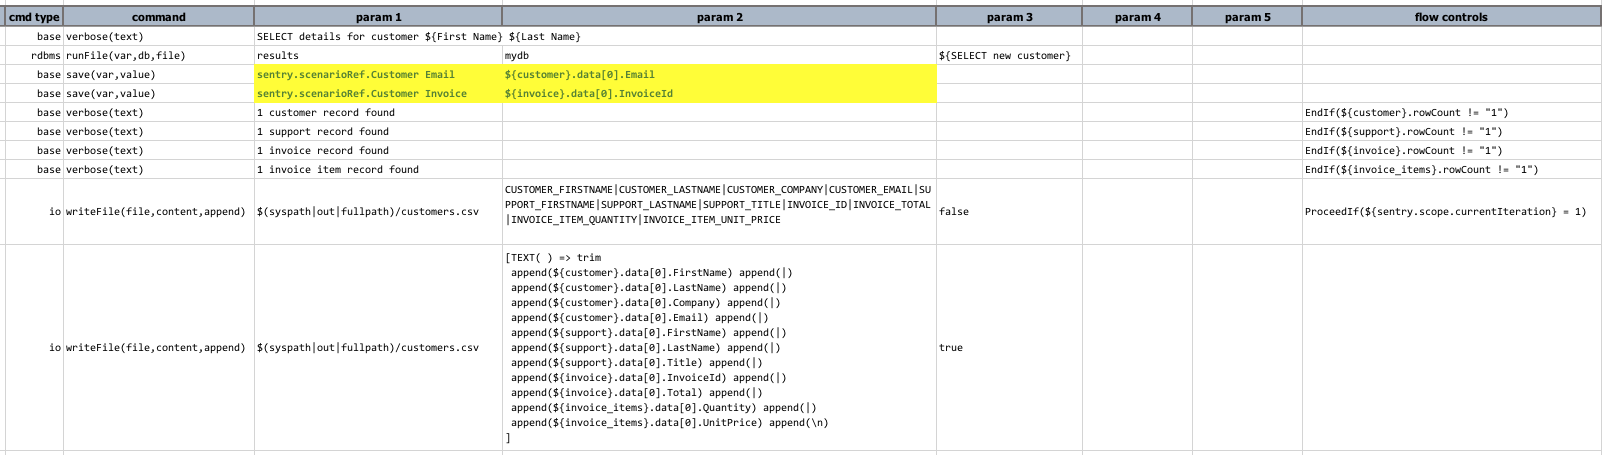 cmd type command param 1 param 2 param 3 param 4 param 5 flow controls
base verbose(text) SELECT details for customer ${First Name} ${Last Name}
rdbms runFile(var,db,file) results mydb ${SELECT new customer}
base save(var,value) sentry.scenarioRef.Customer Email ${customer}.data[0].Email
base save(var,value) sentry.scenarioRef.Customer Invoice ${invoice}.data[0].InvoiceId
base verbose(text) 1 customer record found EndIf(${customer}.rowCount != "1")
base verbose(text) 1 support record found EndIf(${support}.rowCount != "1")
base verbose(text) 1 invoice record found EndIf(${invoice}.rowCount != "1")
base verbose(text) 1 invoice item record found EndIf(${invoice_items}.rowCount != "1")
CUSTOMER_FIRSTNAME|CUSTOMER_LASTNAME|CUSTOMER_COMPANY|CUSTOMER_EMAIL|SU
PPORT_FIRSTNAME|SUPPORT_LASTNAME|SUPPORT_TITLE|INVOICE_ID|INVOICE_TOTAL
|INVOICE_ITEM_QUANTITY|INVOICE_ITEM_UNIT_PRICE
io writeFile(file,content,append) $(syspath|out|fullpath)/customers.csv false ProceedIf(${sentry.scope.currentIteration} = 1)
[TEXT( ) => trim
append(${customer}.data[0].FirstName) append(|)
append(${customer}.data[0].LastName) append(|)
append(${customer}.data[0].Company) append(|)
append(${customer}.data[0].Email) append(|)
append(${support}.data[0].FirstName) append(|)
append(${support}.data[0].LastName) append(|)
io writeFile(file,content,append) $(syspath|out|fullpath)/customers.csv true
append(${support}.data[0].Title) append(|)
append(${invoice}.data[0].InvoiceId) append(|)
append(${invoice}.data[0].Total) append(|)
append(${invoice_items}.data[0].Quantity) append(|)
append(${invoice_items}.data[0].UnitPrice) append(\n)
]